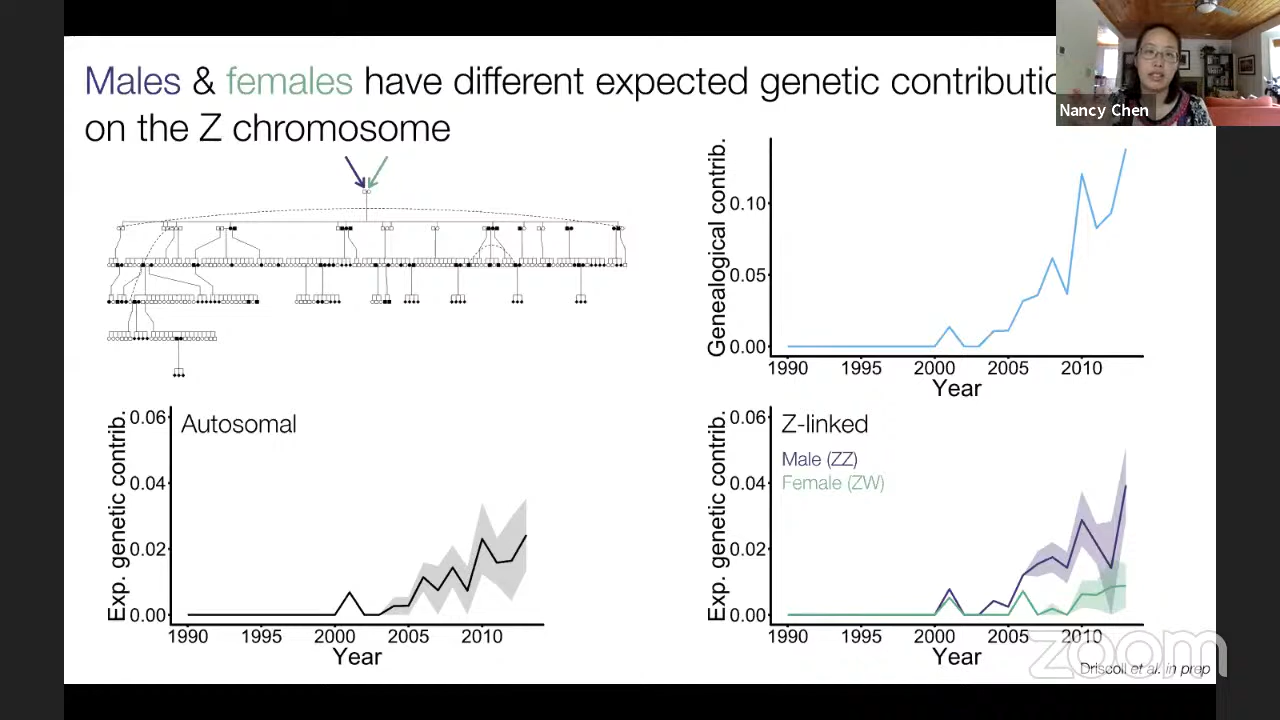 Males & females have different expected genetic contributio
on the Z chromosome
Nancy Chen
Genealogical contrib.
0.10
0.05
0.00
1990 1995 2000 2005 2010
Year
Exp. genetic contrib.
0.06
0.04
0.02
0.00
Autosomal
1990 1995 2000 2005 2010
Year
Exp. genetic contrib.
0.06
0.04
0.02
0.00
Z-linked
Male (ZZ)
Female (ZW)
1990 1995 2000 2005 2010
Year
zoom
Driscoll et al. in prep